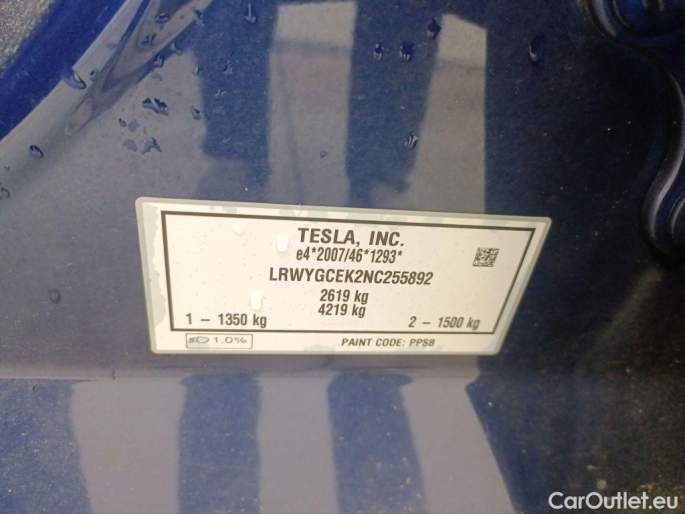 TESLA, INC.
e4*2007/46*1293*
LRWYGCEK2NC255892
2619 kg
4219 kg
1 – 1350 kg 2 – 1500 kg
1.0% PAINT CODE: PPSB
CarOutlet.eu